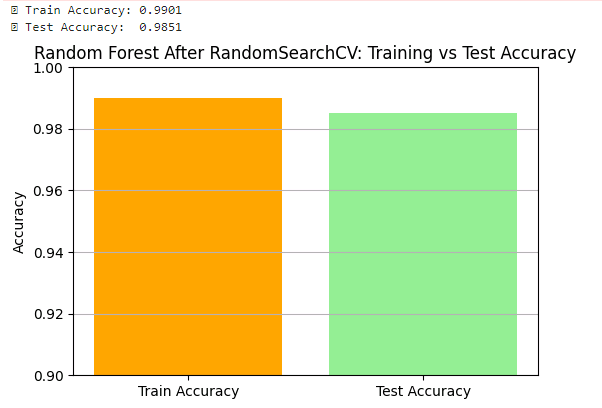 Train Accuracy: 0.9901
Test Accuracy:  0.9851
Random Forest After RandomSearchCV: Training vs Test Accuracy
1.00
0.98
0.96
0.94
0.92
0.90
Accuracy
Train Accuracy
Test Accuracy